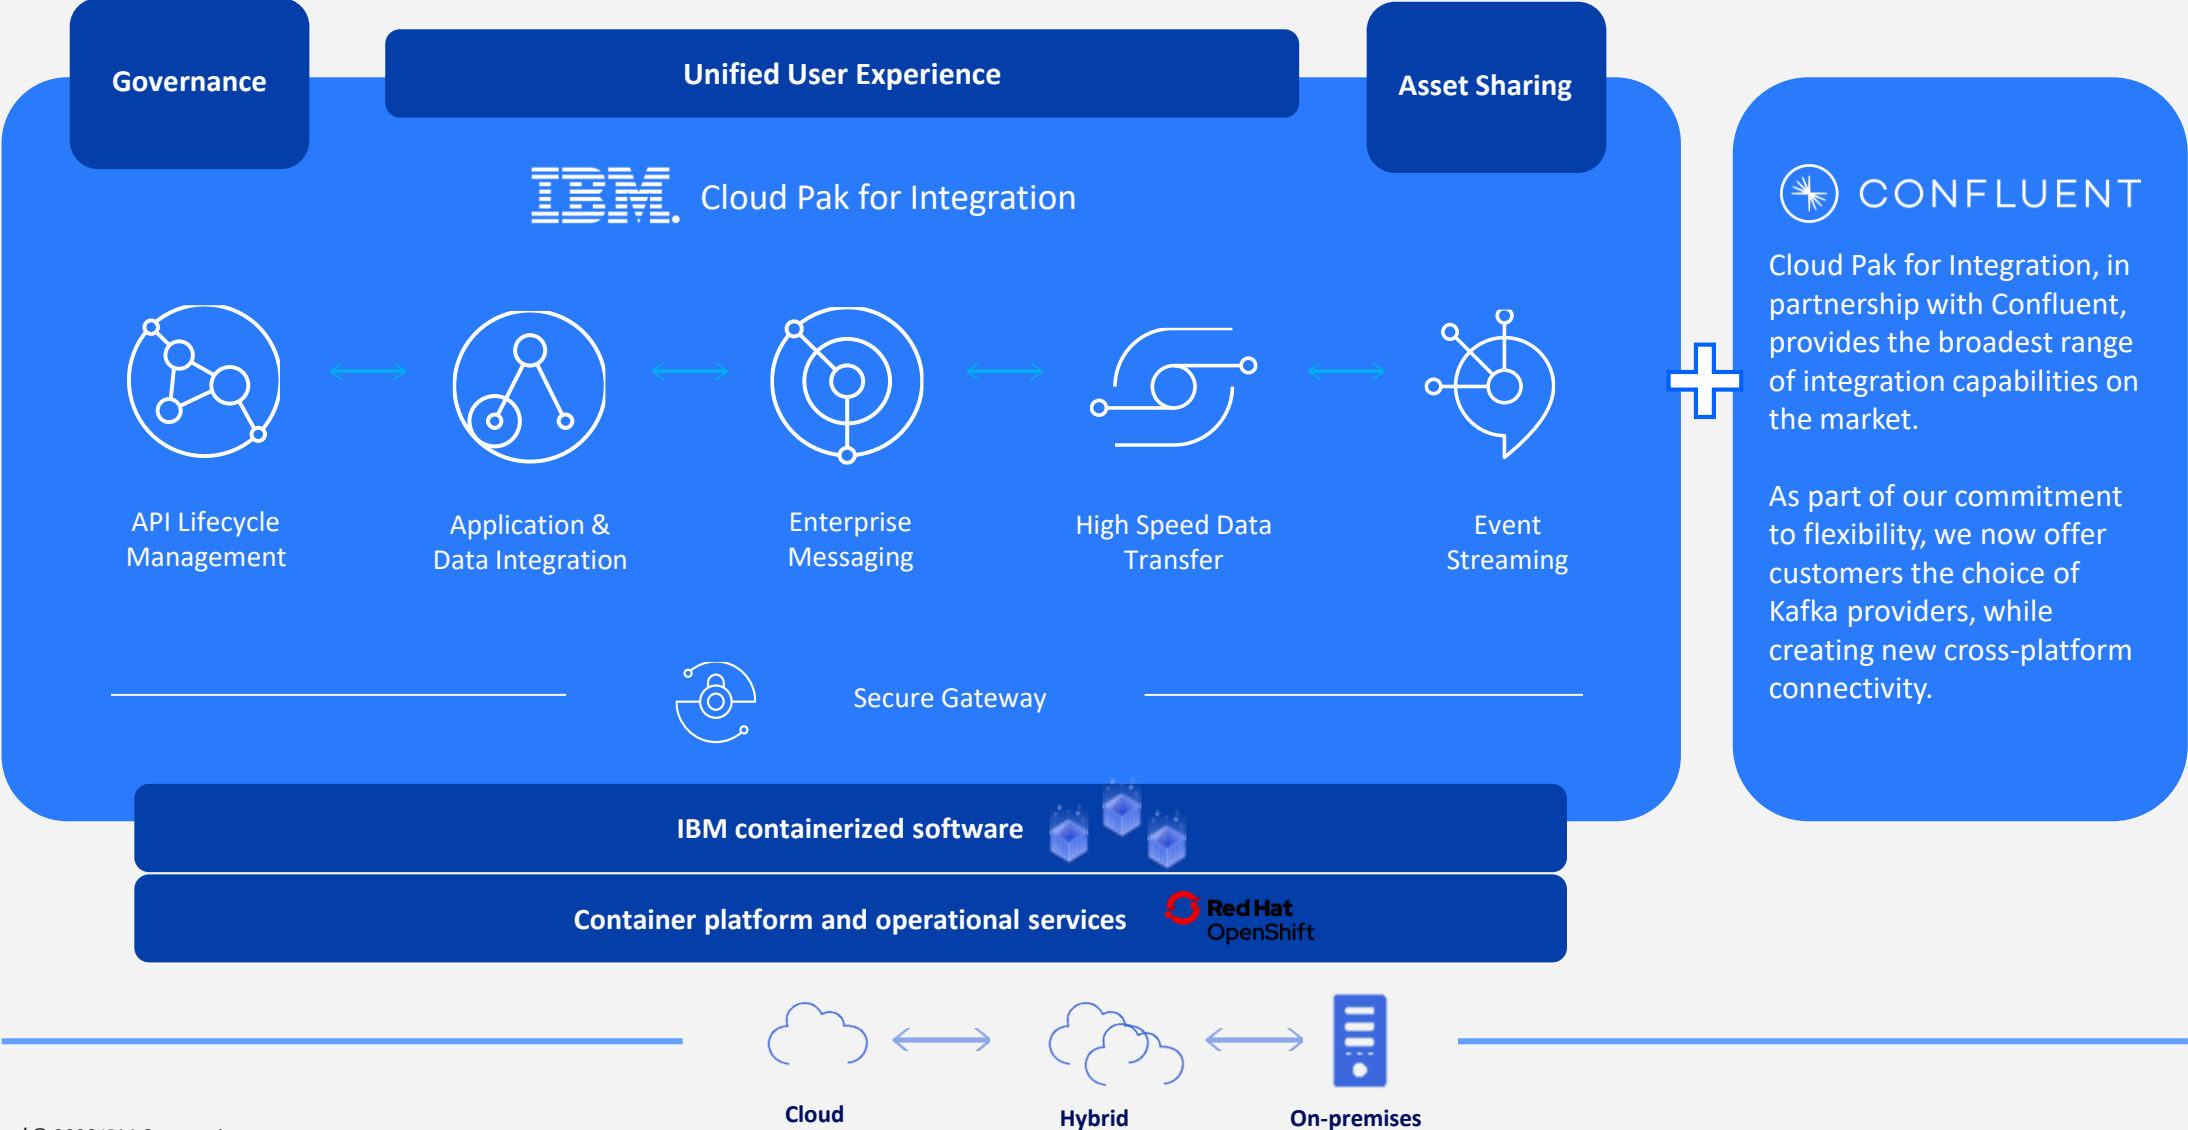 Governance
Unified User Experience
Asset Sharing
IBM. Cloud Pak for Integration
API Lifecycle
Management
Application &
Data Integration
Enterprise
Messaging
High Speed Data
Transfer
Event
Streaming
Secure Gateway
IBM containerized software
Container platform and operational services
Red Hat
OpenShift
CONFLUENT
Cloud Pak for Integration, in
partnership with Confluent,
provides the broadest range
of integration capabilities on
the market.
As part of our commitment
to flexibility, we now offer
customers the choice of
Kafka providers, while
creating new cross-platform
connectivity.
Cloud
Hybrid
On-premises